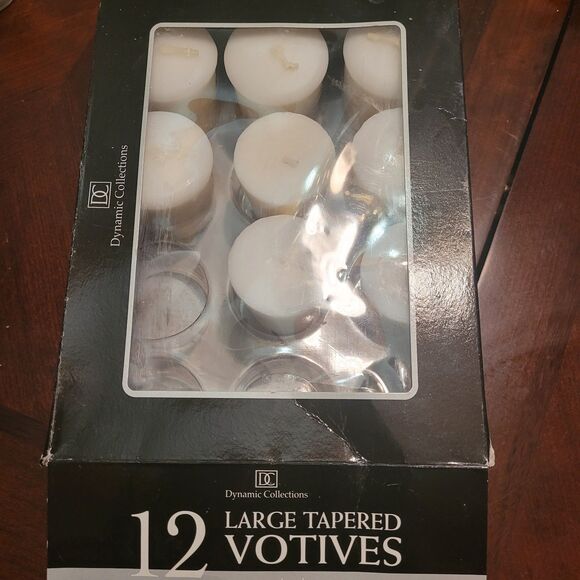 DC
Dynamic Collections
DC
Dynamic Collections
12 LARGE TAPERED
VOTIVES